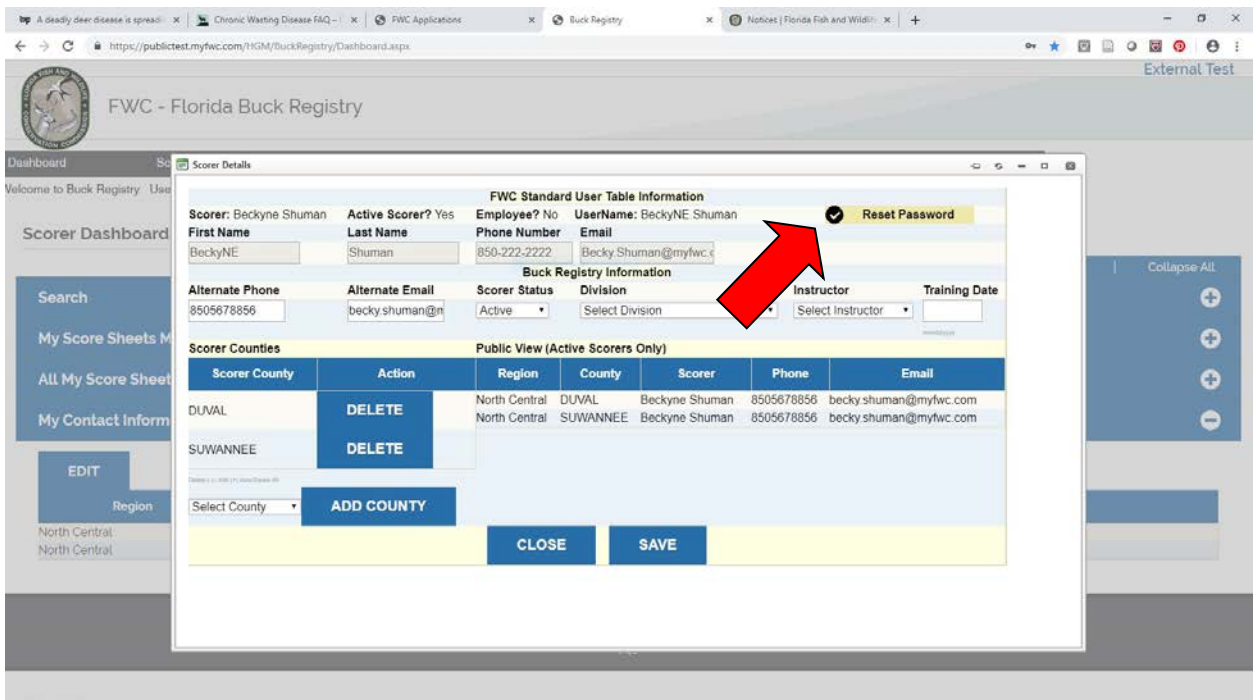 A deadly deer disease is spreadi
Chronic Wasting Disease FAQ –
FWC Applications
Buck Registry
Notices | Florida Fish and Wildli
https://publictest.myfwc.com/HGM/BuckRegistry/Dashboard.aspx
External Test
FWC - Florida Buck Registry
Dashboard Sc
Scorer Details
Welcome to Buck Registry Use
FWC Standard User Table Information
Scorer: Beckyne Shuman Active Scorer? Yes Employee? No UserName: BeckyNE Shuman Reset Password
First Name Last Name Phone Number Email
BeckyNE Shuman 850-222-2222 Becky.Shuman@myfwc.c
Scorer Dashboard
Buck Registry Information
Collapse All
Alternate Phone Alternate Email Scorer Status Division Instructor Training Date
8505678856 becky.shuman@n Active Select Division Select Instructor
Search
My Score Sheets M
Scorer Counties Public View (Active Scorers Only)
Scorer County Action Region County Scorer Phone Email
All My Score Sheet
DUVAL DELETE
North Central DUVAL Beckyne Shuman 8505678856 becky.shuman@myfwc.com
North Central SUWANNEE Beckyne Shuman 8505678856 becky.shuman@myfwc.com
My Contact Inform
SUWANNEE DELETE
EDIT
Select County ADD COUNTY
Region
North Central
North Central
CLOSE SAVE